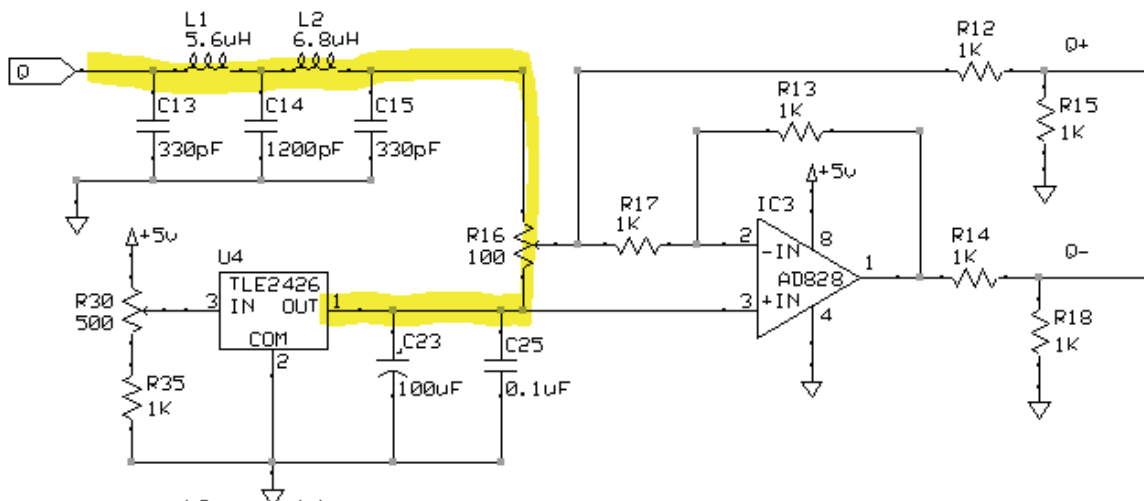 L1
5.6uH
L2
6.8uH
Q
C13
330pF
C14
1200pF
C15
330pF
R12
1K
Q+
R13
1K
R15
1K
+5v
R17
1K
IC3
R16
100
2
-IN
8
AD828
1
3
+IN
4
R14
1K
Q-
R18
1K
+5v
U4
TLE2426
R30
500
3
IN
OUT
1
COM
2
C23
100uF
C25
0.1uF
R35
1K